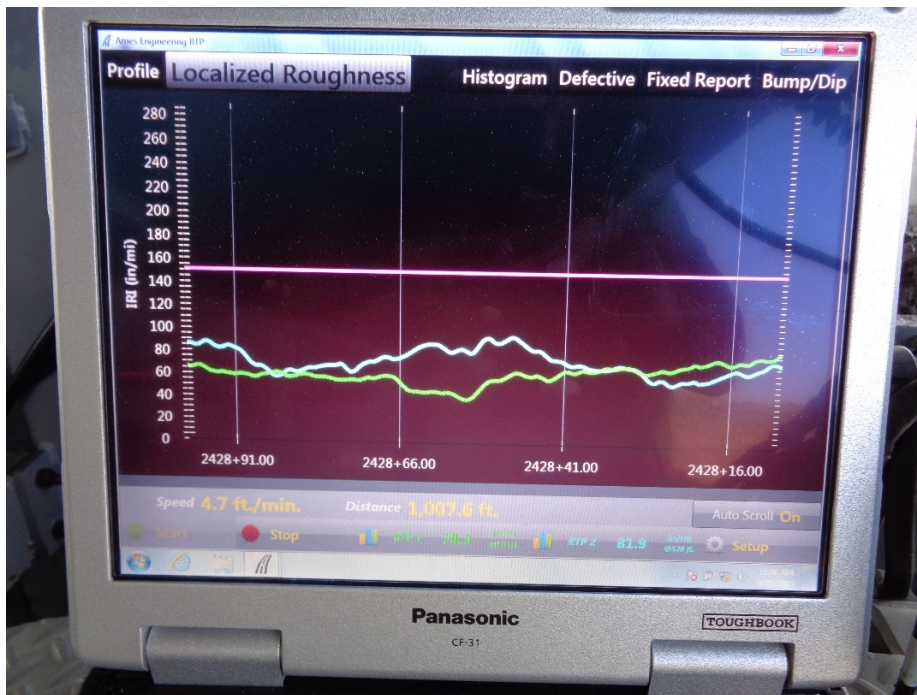 Ames Engineering RTP
Profile Localized Roughness Histogram Defective Fixed Report Bump/Dip
280
260
240
220
200
180
160
140
120
100
80
60
40
20
0
IRI (in/mi)
2428+91.00 2428+66.00 2428+41.00 2428+16.00
Speed 4.7 ft./min. Distance 1,007.6 ft. Auto Scroll On
Start Stop RTP 2 81.9 Setup
Panasonic
CF-31
TOUGHBOOK